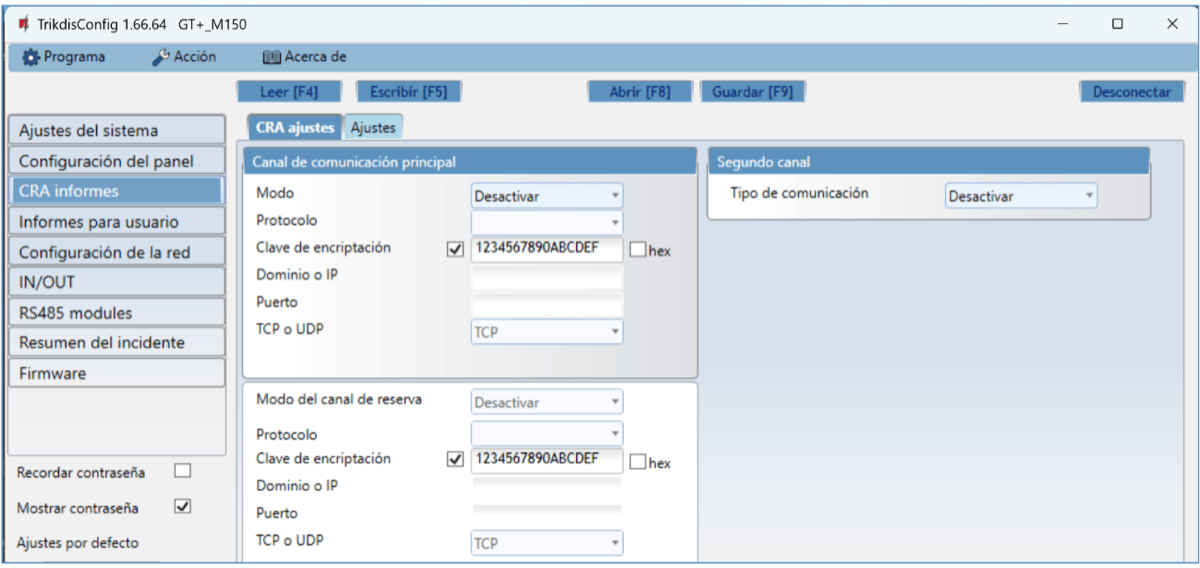 TrikdisConfig 1.66.64 GT+_M150
Programa Acción Acerca de
Leer [F4] Escribir [F5] Abrir [F8] Guardar [F9] Desconectar
Ajustes del sistema
Configuración del panel
CRA informes
Informes para usuario
Configuración de la red
IN/OUT
RS485 modules
Resumen del incidente
Firmware
Recordar contraseña
Mostrar contraseña
Ajustes por defecto
CRA ajustes Ajustes
Canal de comunicación principal
Modo Desactivar
Protocolo
Clave de encriptación 1234567890ABCDEF hex
Dominio o IP
Puerto
TCP o UDP TCP
Modo del canal de reserva Desactivar
Protocolo
Clave de encriptación 1234567890ABCDEF hex
Dominio o IP
Puerto
TCP o UDP TCP
Segundo canal
Tipo de comunicación Desactivar